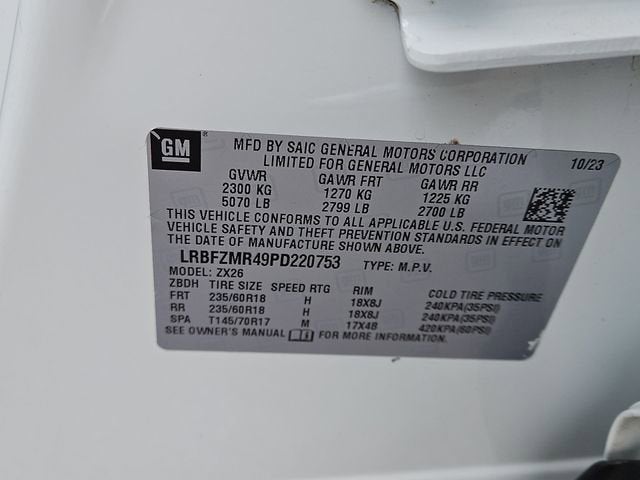 GM
MFD BY SAIC GENERAL MOTORS CORPORATION
LIMITED FOR GENERAL MOTORS LLC
10/23
GVWR GAWR FRT GAWR RR
2300 KG 1270 KG 1225 KG
5070 LB 2799 LB 2700 LB
THIS VEHICLE CONFORMS TO ALL APPLICABLE U.S. FEDERAL MOTOR
VEHICLE SAFETY AND THEFT PREVENTION STANDARDS IN EFFECT ON
THE DATE OF MANUFACTURE SHOWN ABOVE.
LRBFZMR49PD220753 TYPE: M.P.V.
MODEL: ZX26
ZBDH TIRE SIZE SPEED RTG RIM COLD TIRE PRESSURE
FRT 235/60R18 H 18X8J 240KPA(35PSI)
RR 235/60R18 H 18X8J 240KPA(35PSI)
SPA T145/70R17 M 17X4B 420KPA(60PSI)
SEE OWNER'S MANUAL FOR MORE INFORMATION.